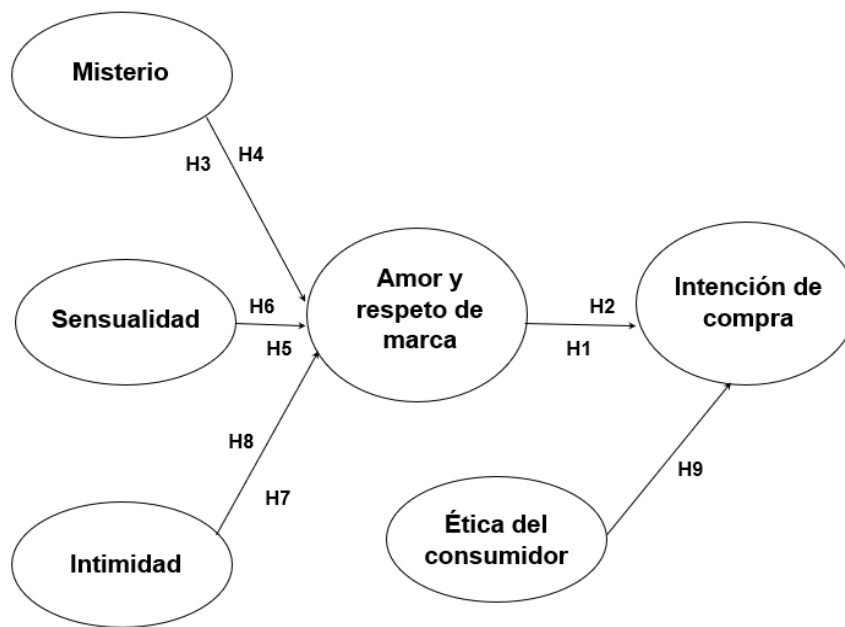 Misterio
H4
H3
Amor y
respeto de
marca
Intención de
compra
Sensualidad
H6
H5
H2
H1
H8
H7
H9
Ética del
consumidor
Intimidad